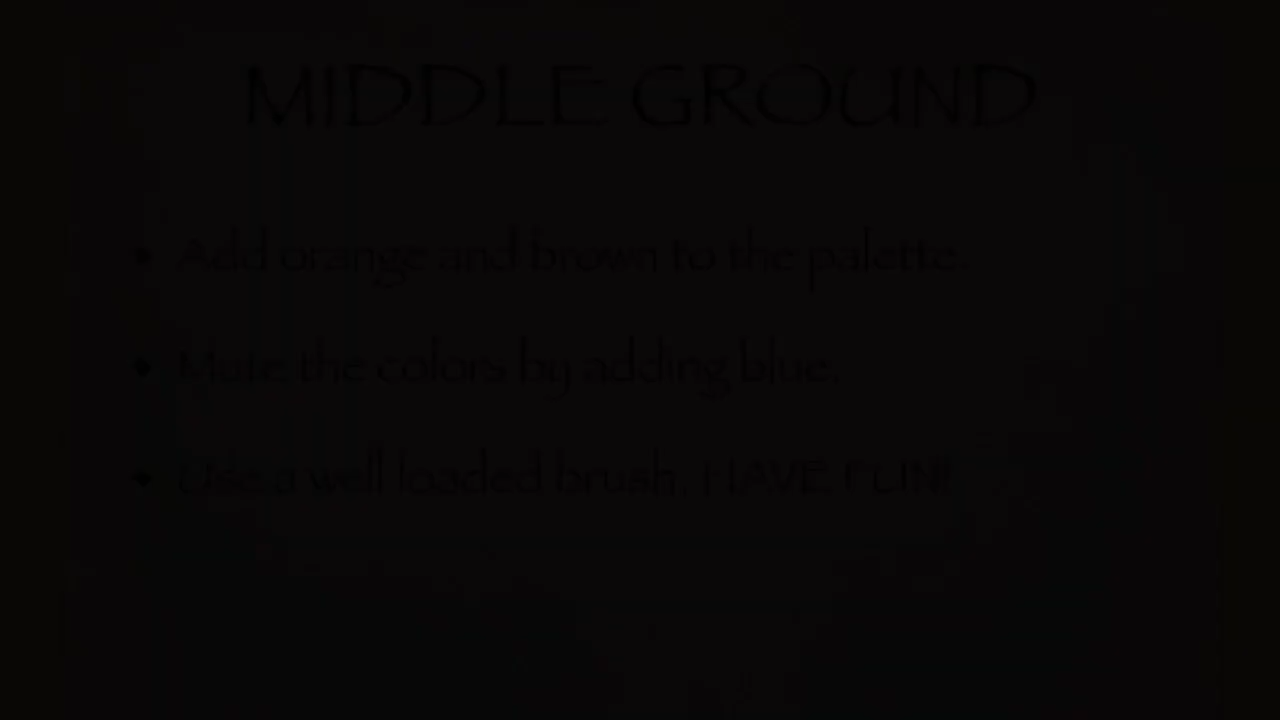 MIDDLE GROUND
• Add orange and brown to the palette.
• Mute the colors by adding blue.
• Use a well loaded brush. HAVE FUN!